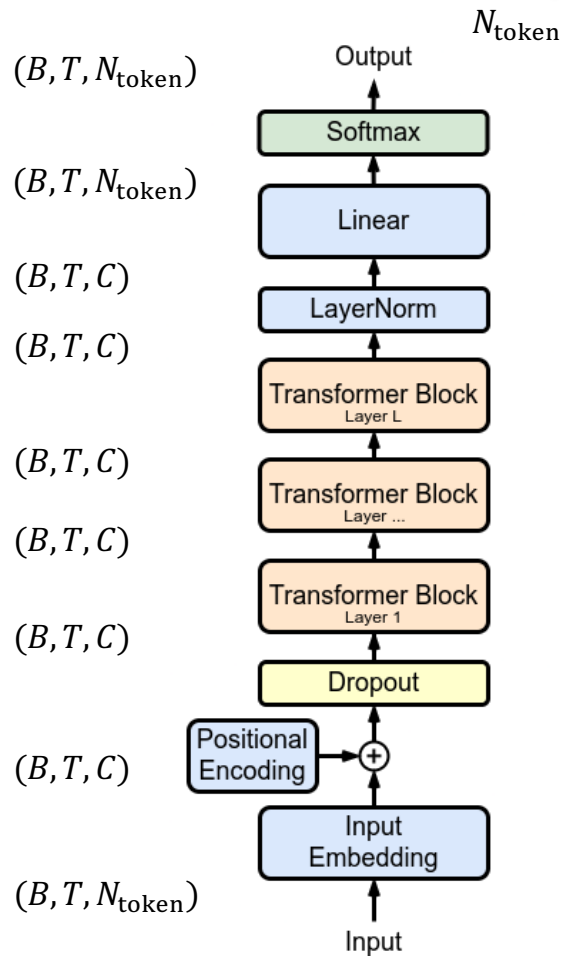 N_token
(B, T, N_token)
Output
Softmax
(B, T, N_token)
Linear
(B, T, C)
LayerNorm
(B, T, C)
Transformer Block
Layer L
(B, T, C)
Transformer Block
Layer ...
(B, T, C)
Transformer Block
Layer 1
(B, T, C)
Dropout
Positional
Encoding
+
(B, T, C)
Input
Embedding
(B, T, N_token)
Input